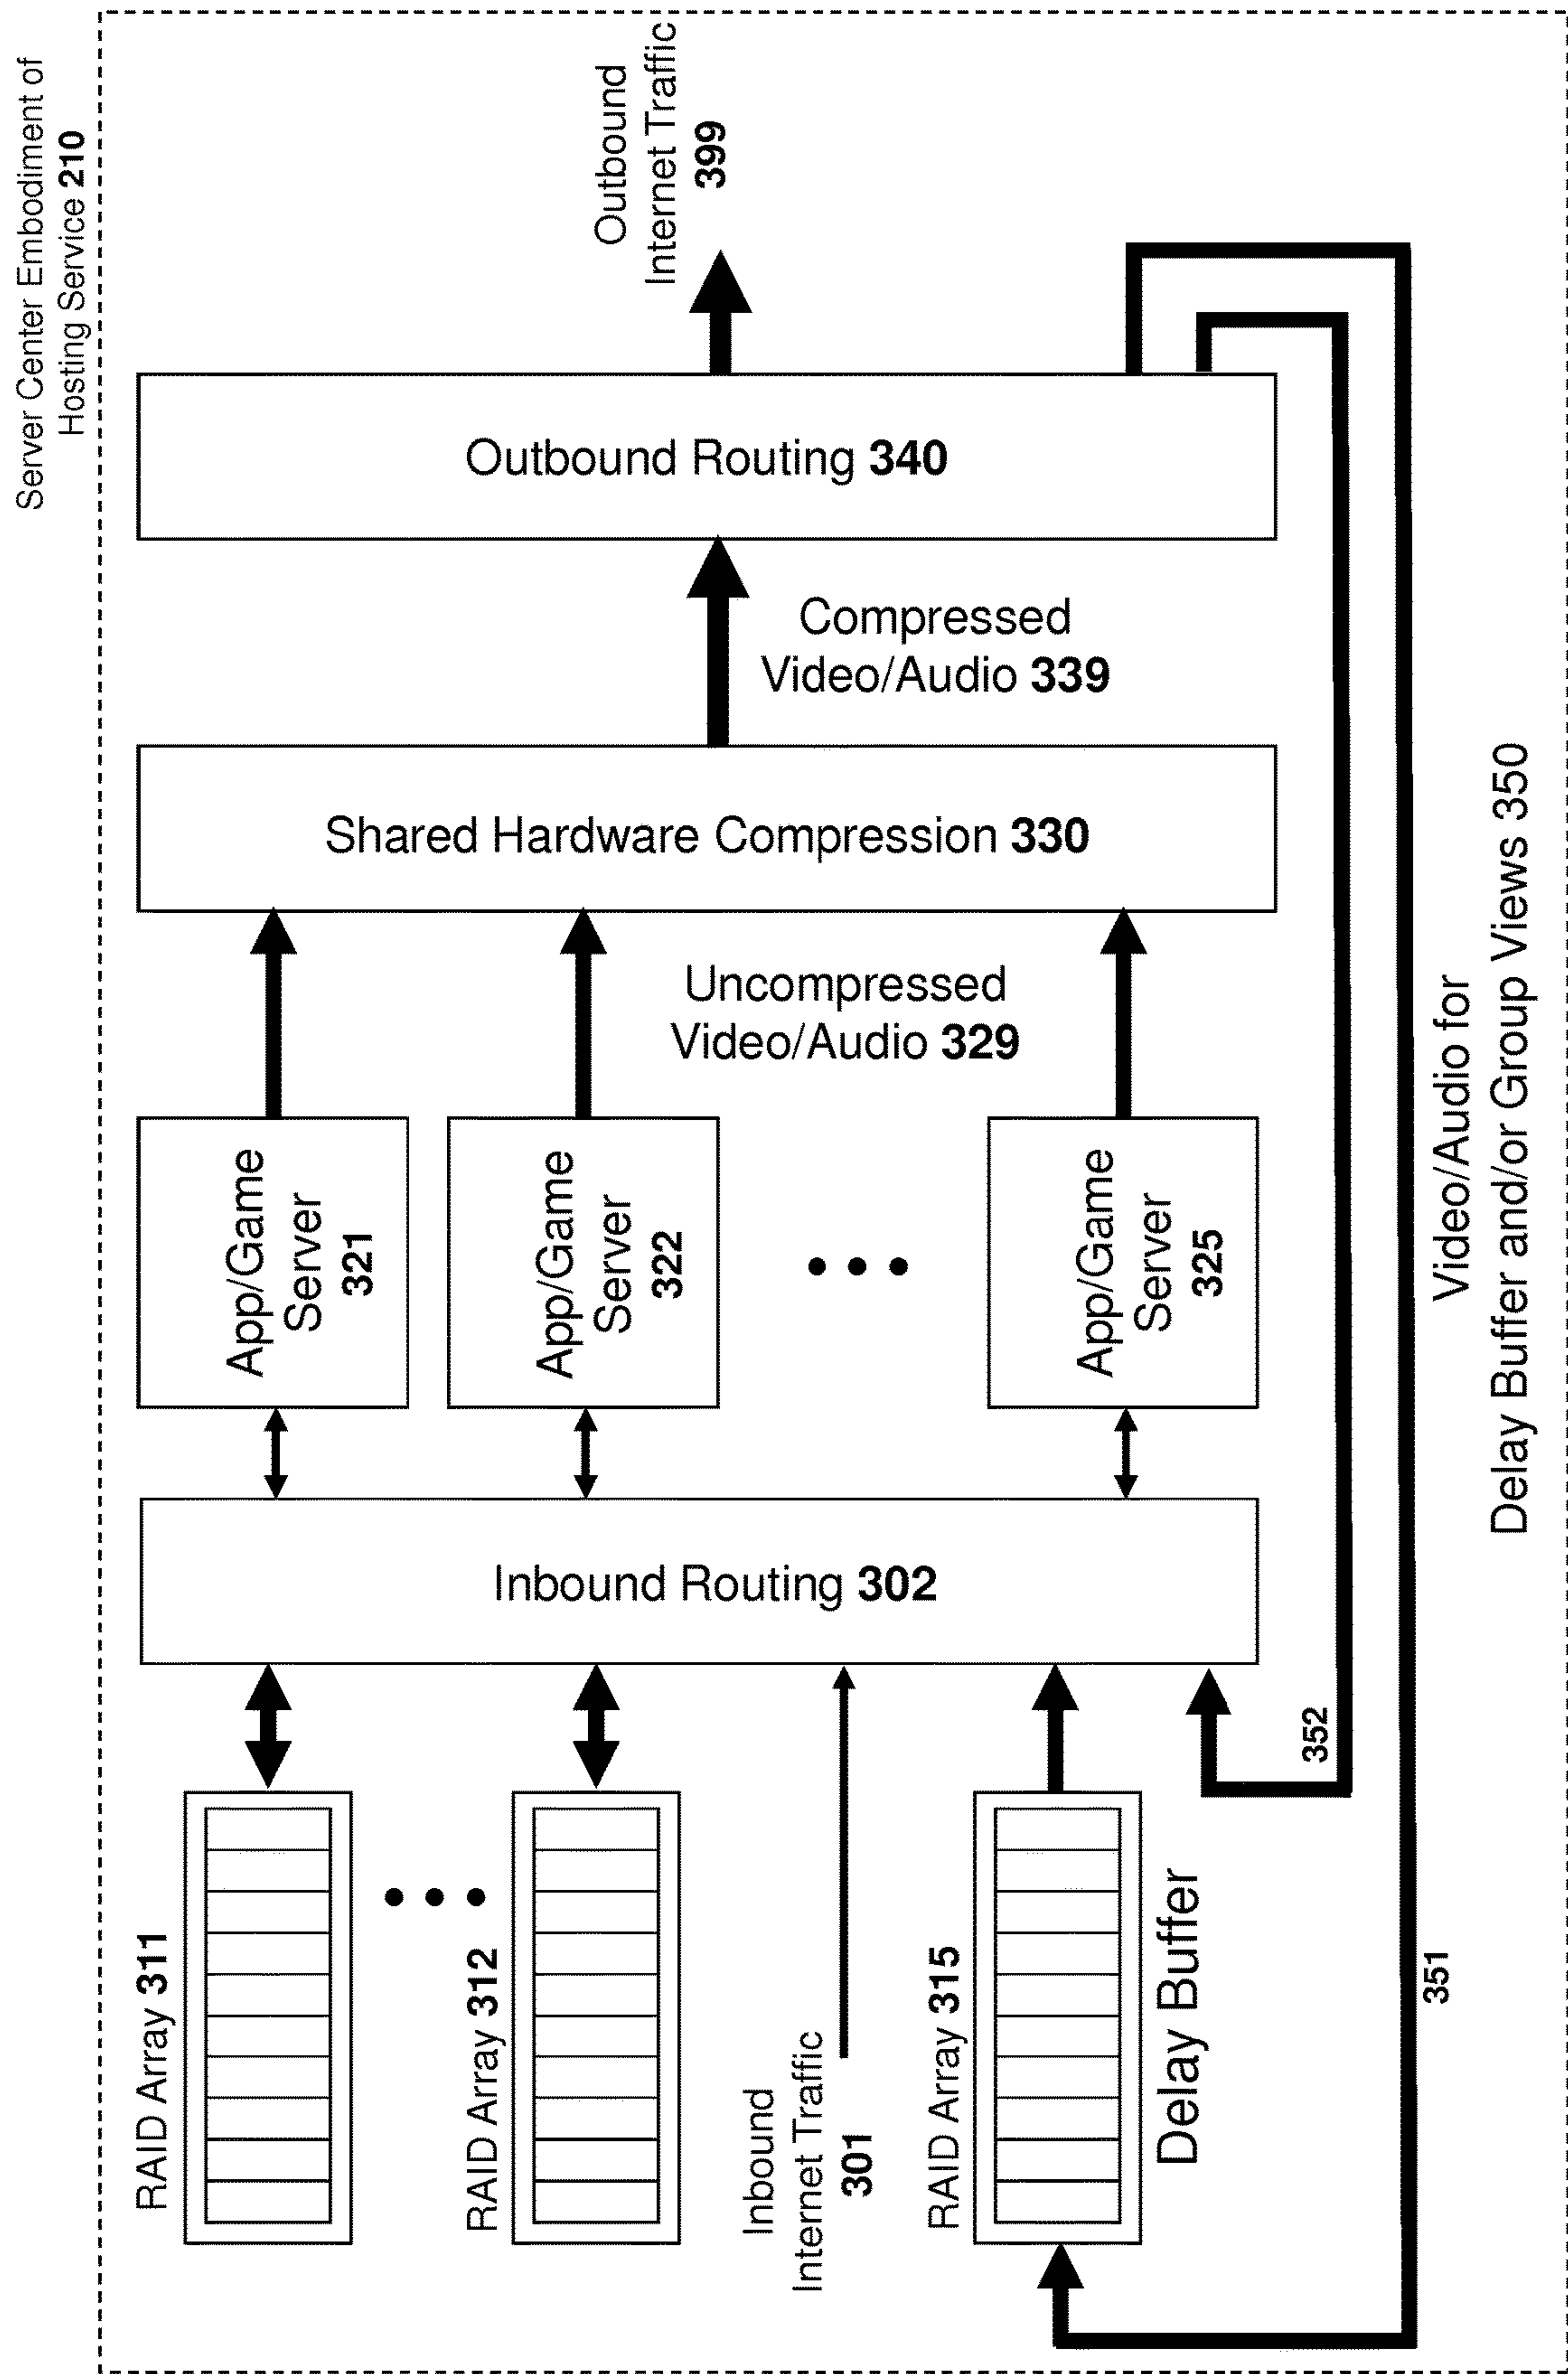 Server Center Embodiment of
Hosting Service 210
RAID Array 311
RAID Array 312
Inbound
Internet Traffic
301
RAID Array 315
Delay Buffer
Inbound Routing 302
App/Game
Server
321
App/Game
Server
322
App/Game
Server
325
Uncompressed
Video/Audio 329
Shared Hardware Compression 330
Compressed
Video/Audio 339
Outbound Routing 340
Outbound
Internet Traffic
399
352
351
Video/Audio for
Delay Buffer and/or Group Views 350